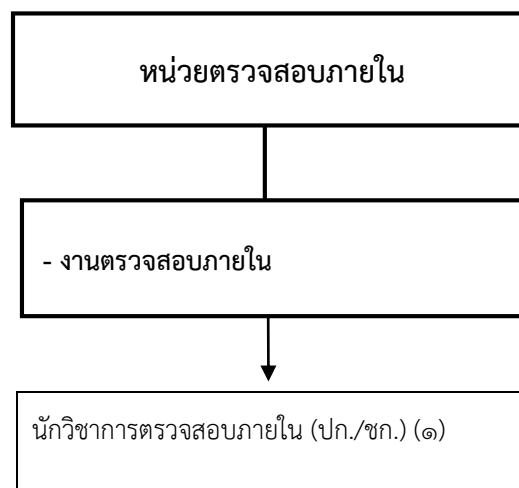 หน่วยตรวจสอบภายใน
- งานตรวจสอบภายใน
นักวิชาการตรวจสอบภายใน (ปก./ชก.) (๑)